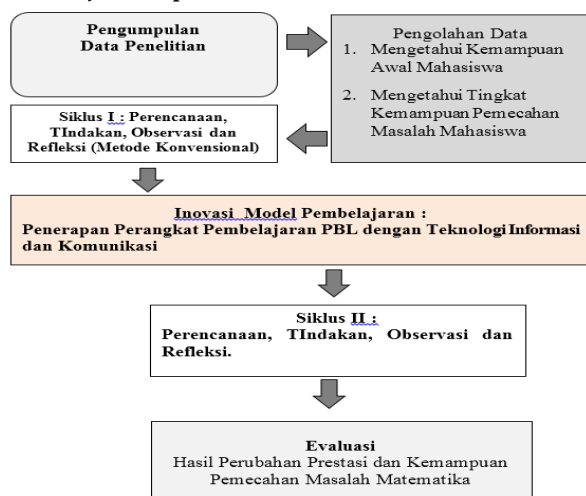 Pengumpulan
Data Penelitian
Pengolahan Data
1. Mengetahui Kemampuan
Awal Mahasiswa
2. Mengetahui Tingkat
Kemampuan Pemecahan
Masalah Mahasiswa
Siklus I : Perencanaan,
TIndakan, Observasi dan
Refleksi (Metode Konvensional)
Inovasi Model Pembelajaran :
Penerapan Perangkat Pembelajaran PBL dengan Teknologi Informasi
dan Komunikasi
Siklus II :
Perencanaan, TIndakan, Observasi dan
Refleksi.
Evaluasi
Hasil Perubahan Prestasi dan Kemampuan
Pemecahan Masalah Matematika